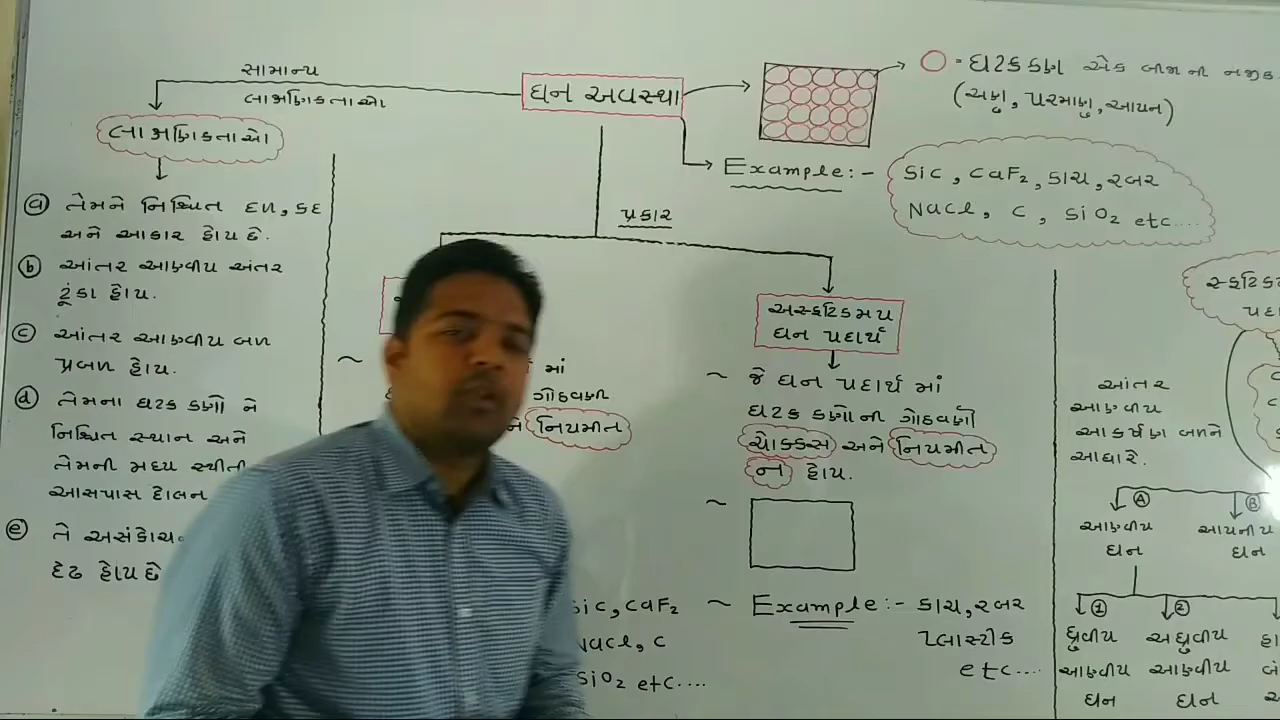 સામાન્ય
લાક્ષણિકતાઓ
ઘન અવસ્થા
= ઘટક કણ એક બીજા ની નજીક
(અણુ, પરમાણુ, આયન)
લાક્ષણિકતાઓ
Example:-
SiC, CaF₂, કાચ, રબર
NaCl, C, SiO₂ etc....
ⓐ તેમને નિશ્ચિત દળ, કદ
અને આકાર હોય છે.
ⓑ આંતર આણ્વીય અંતર
ટૂંકા હોય.
ⓒ આંતર આણ્વીય બળ
પ્રબળ હોય.
ⓓ તેમના ઘટક કણો ને
નિશ્ચિત સ્થાન અને
તેમની મધ્ય સ્થીતી
આસપાસ દોલન
ⓔ તે
દૃઢ હોય છે
પ્રકાર
માં
ગોઠવણી
નિયમીત
SiC, CaF₂
NaCl, C
SiO₂ etc....
અસ્ફટિકમય
ઘન પદાર્થ
~ જે ઘન પદાર્થ માં
ઘટક કણોની ગોઠવણી
ચોક્કસ અને નિયમીત
ન હોય.
~
~ Example:- કાચ, રબર
પ્લાસ્ટીક
etc....
આંતર
આણ્વીય
આકર્ષણ બળને
આધારે.
Ⓐ Ⓑ
આણ્વીય આયનીય
ઘન ઘન
① ②
ધ્રુવીય અધ્રુવીય
આણ્વીય આણ્વીય
ઘન ઘન